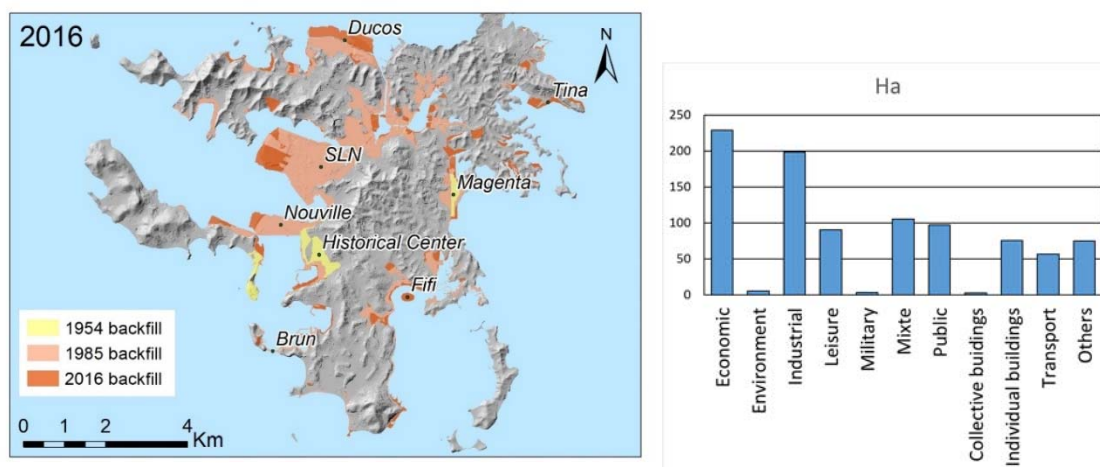 2016
Ducos
N
Tina
SLN
Magenta
Nouville
Historical Center
Fifi
Brun
1954 backfill
1985 backfill
2016 backfill
0 1 2 4
Km
Ha
250
200
150
100
50
0
Economic
Environment
Industrial
Leisure
Military
Mixte
Public
Collective buidings
Individual buildings
Transport
Others